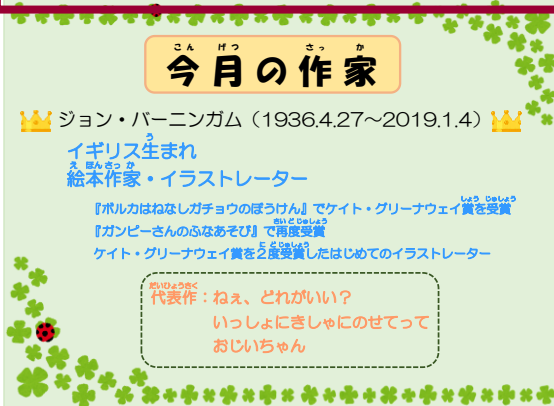 今月の作家
ジョン・バーニンガム（1936.4.27～2019.1.4）
イギリス生まれ
絵本作家・イラストレーター
『ボルカはねなしガチョウのぼうけん』でケイト・グリーナウェイ賞を受賞
『ガンピーさんのふなあそび』で再度受賞
ケイト・グリーナウェイ賞を２度受賞したはじめてのイラストレーター
代表作：ねぇ、どれがいい？
いっしょにきしゃにのせてって
おじいちゃん